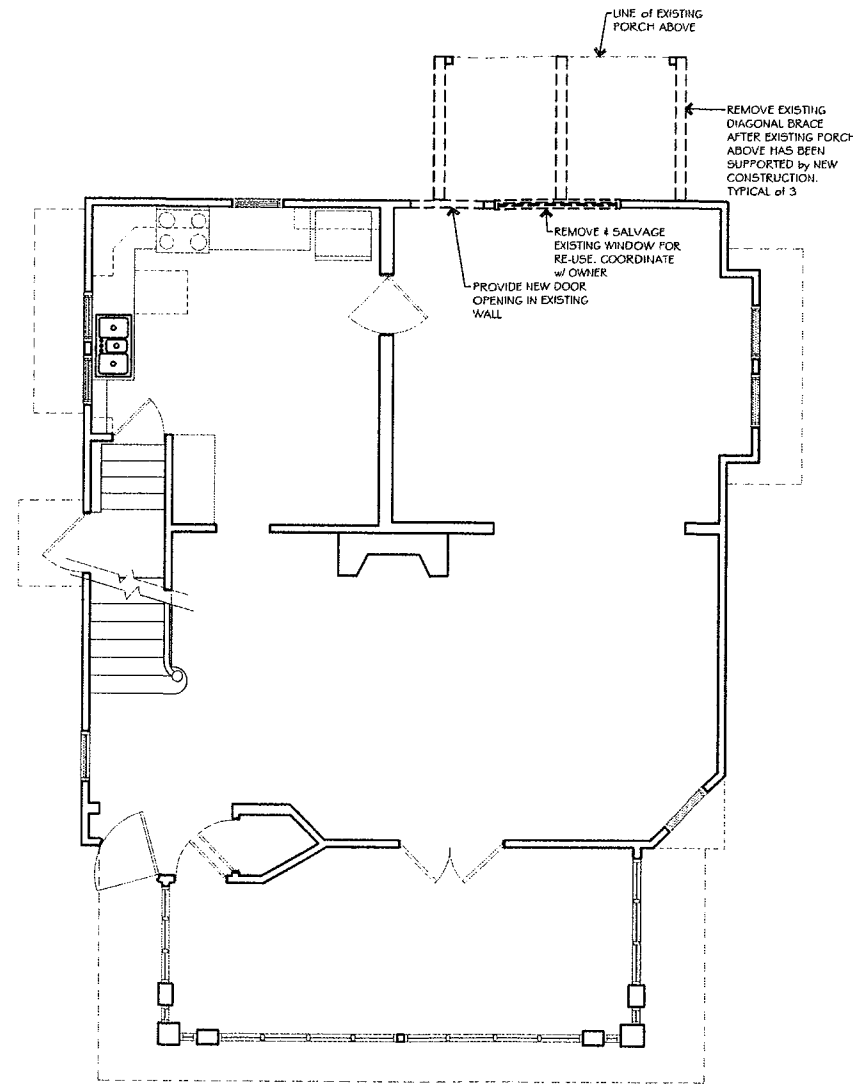 LINE of EXISTING
PORCH ABOVE
REMOVE EXISTING
DIAGONAL BRACE
AFTER EXISTING PORCH
ABOVE HAS BEEN
SUPPORTED by NEW
CONSTRUCTION.
TYPICAL of 3
REMOVE & SALVAGE
EXISTING WINDOW FOR
RE-USE. COORDINATE
w/ OWNER
PROVIDE NEW DOOR
OPENING IN EXISTING
WALL